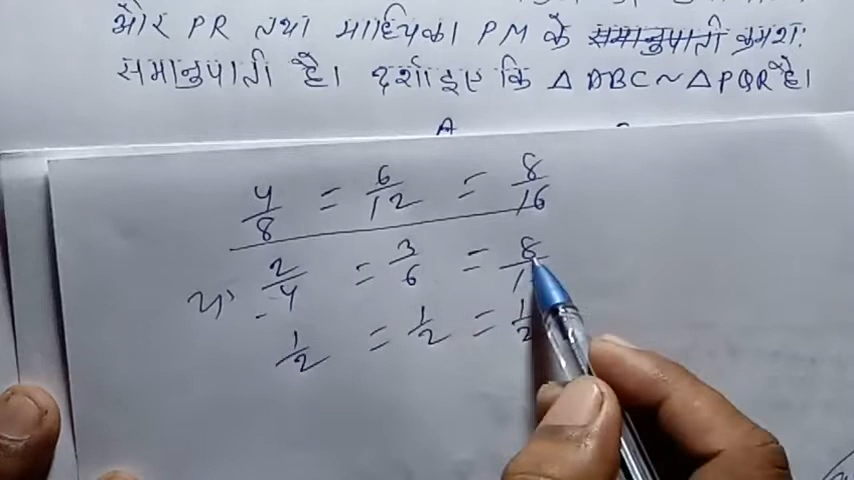 और PR तथा माध्यिका PM के समानुपाती क्रमशः
समानुपाती है। दर्शाइए कि △ ABC ~ △ PQR है।
A
4/8 = 6/12 = 8/16
या 2/4 = 3/6 = 8/1
1/2 = 1/2 = 1/2